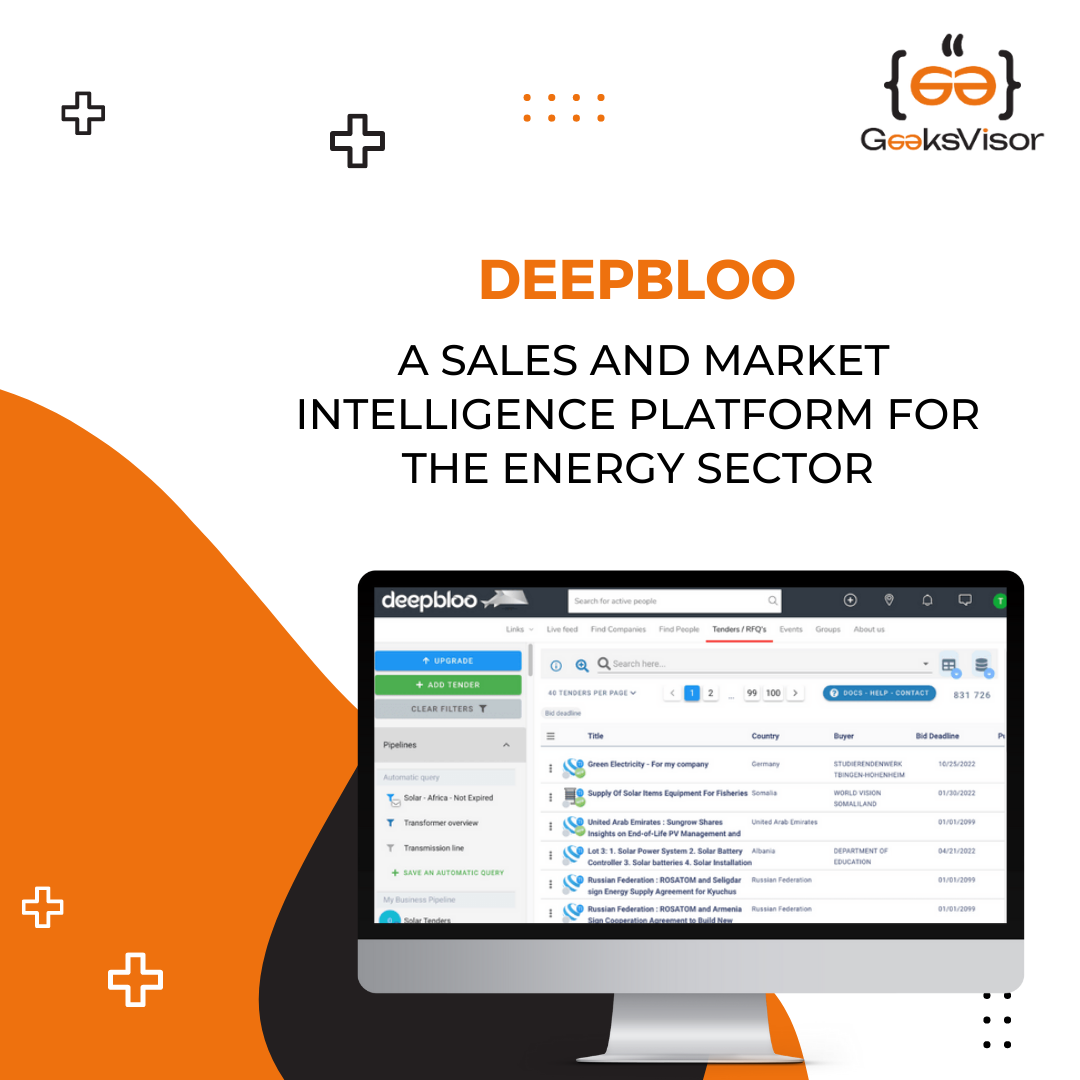 GeeksVisor
DEEPBLOO
A SALES AND MARKET
INTELLIGENCE PLATFORM FOR
THE ENERGY SECTOR
deepbloo
Search for active people
T
Links
Live feed
Find Companies
Find People
Tenders / RFQ's
Events
Groups
About us
UPGRADE
+ ADD TENDER
CLEAR FILTERS
Pipelines
Automatic query
Solar - Africa - Not Expired
Transformer overview
Transmission line
+ SAVE AN AUTOMATIC QUERY
My Business Pipeline
Solar Tenders
Search here...
40 TENDERS PER PAGE
< 1 2 ... 99 100 >
DOCS - HELP - CONTACT
831 726
Bid deadline
Title Country Buyer Bid Deadline
Green Electricity - For my company Germany STUDIERENDENWERK 10/25/2022
TBINGEN-HOHENHEIM
Supply Of Solar Items Equipment For Fisheries Somalia WORLD VISION 01/30/2022
SOMALILAND
United Arab Emirates : Sungrow Shares United Arab Emirates 01/01/2099
Insights on End-of-Life PV Management and
Lot 3: 1. Solar Power System 2. Solar Battery Albania DEPARTMENT OF 04/21/2022
Controller 3. Solar batteries 4. Solar Installation EDUCATION
Russian Federation : ROSATOM and Seligdar Russian Federation 01/01/2099
sign Energy Supply Agreement for Kyuchus
Russian Federation : ROSATOM and Armenia Russian Federation 01/01/2099
Sign Cooperation Agreement to Build New